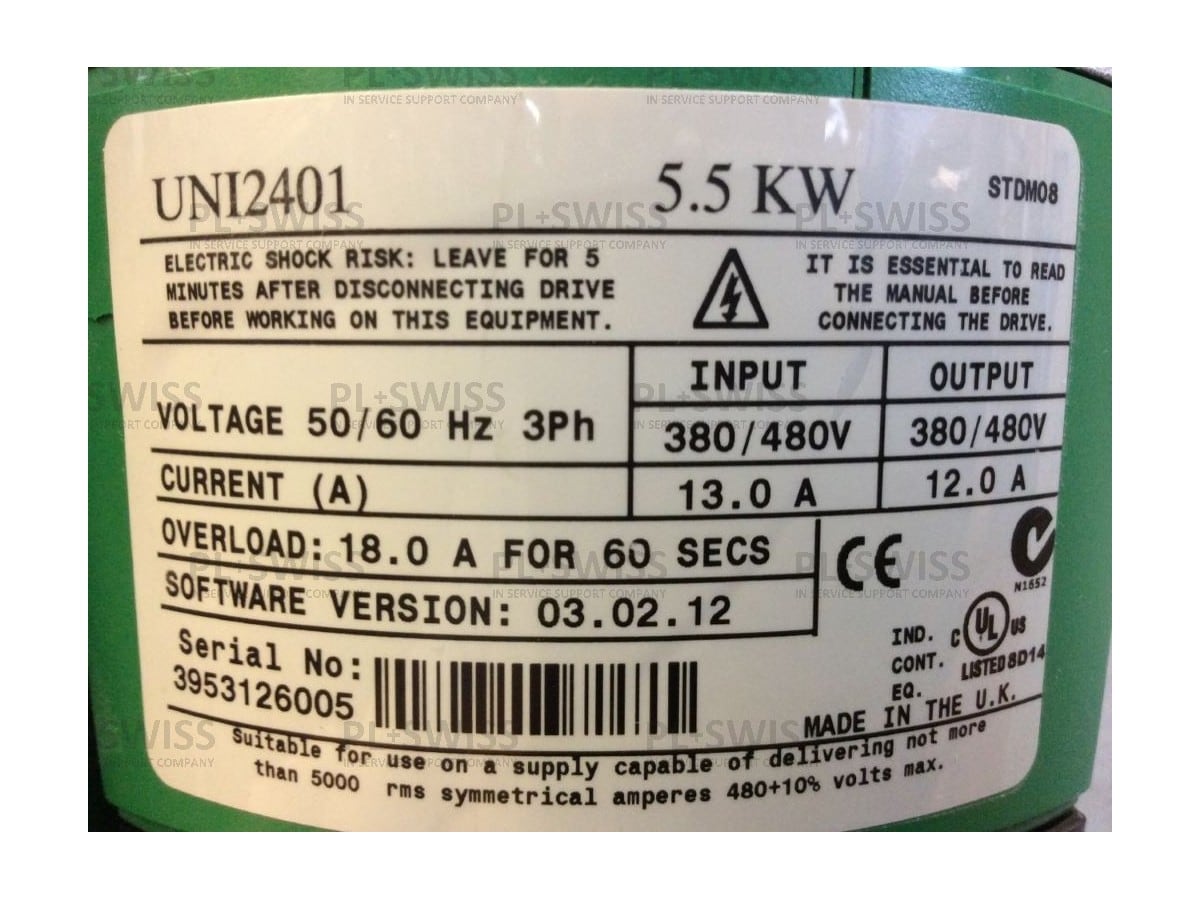 UNI2401 5.5 KW STDM08
ELECTRIC SHOCK RISK: LEAVE FOR 5
MINUTES AFTER DISCONNECTING DRIVE
BEFORE WORKING ON THIS EQUIPMENT.
IT IS ESSENTIAL TO READ
THE MANUAL BEFORE
CONNECTING THE DRIVE.
INPUT OUTPUT
VOLTAGE 50/60 Hz 3Ph 380/480V 380/480V
CURRENT (A) 13.0 A 12.0 A
OVERLOAD: 18.0 A FOR 60 SECS
SOFTWARE VERSION: 03.02.12
CE
N1652
Serial No:
3953126005
IND.
CONT.
EQ.
C UL US
LISTED 8D14
MADE IN THE U.K.
Suitable for use on a supply capable of delivering not more
than 5000 rms symmetrical amperes 480+10% volts max.
PL+SWISS
IN SERVICE SUPPORT COMPANY